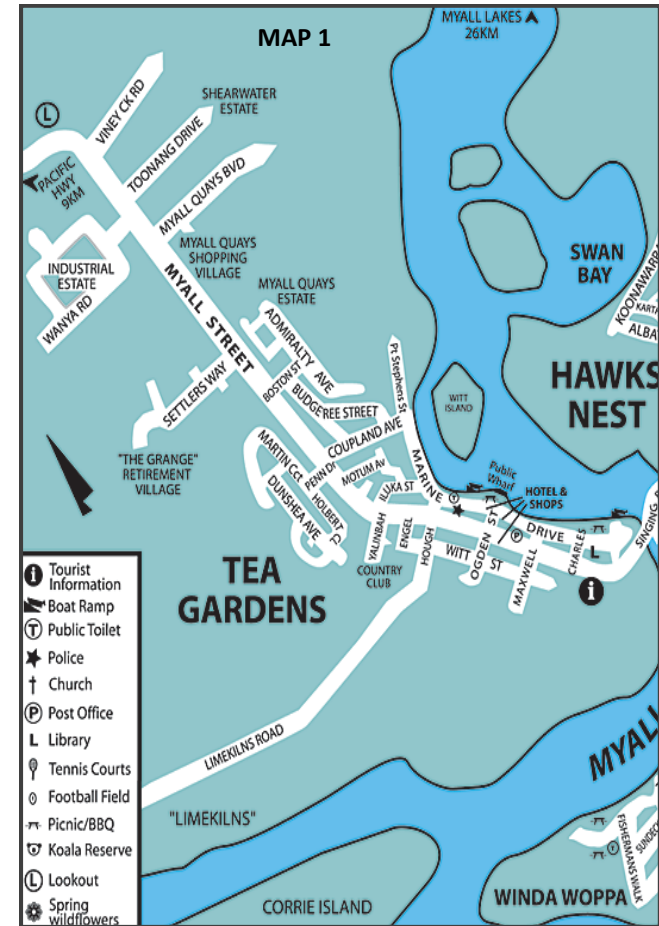 MAP 1
MYALL LAKES
26KM
L
VINEY CK RD
SHEARWATER
ESTATE
TOONANG DRIVE
PACIFIC
HWY
9KM
MYALL QUAYS BVD
MYALL QUAYS
SHOPPING
VILLAGE
INDUSTRIAL
ESTATE
WANYA RD
MYALL STREET
MYALL QUAYS
ESTATE
ADMIRALTY AVE
SWAN
BAY
KOONAWARR
KARTA
ALBA
HAWKS
NEST
WITT
ISLAND
BOSTON ST
BUDGEREE STREET
Pt Stephens St
SETTLERS WAY
COUPLAND AVE
"THE GRANGE"
RETIREMENT
VILLAGE
MARTIN Cct
PENN Dr
MOTUM Av
ILUKA ST
MARINE
DRIVE
DUNSHEA AVE
HOLBERT
Public
Wharf
HOTEL &
SHOPS
T
P
YALINBAH
ENGEL
HOUGH
WITT ST
OGDEN ST
MAXWELL
CHARLES
L
SINGING
i
COUNTRY
CLUB
TEA
GARDENS
LIMEKILNS ROAD
"LIMEKILNS"
MYALL
CORRIE ISLAND
FISHERMANS WALK
SUNDECK
WINDA WOPPA
i Tourist
Information
Boat Ramp
T Public Toilet
Police
Church
P Post Office
L Library
Tennis Courts
Football Field
Picnic/BBQ
Koala Reserve
L Lookout
Spring
wildflowers